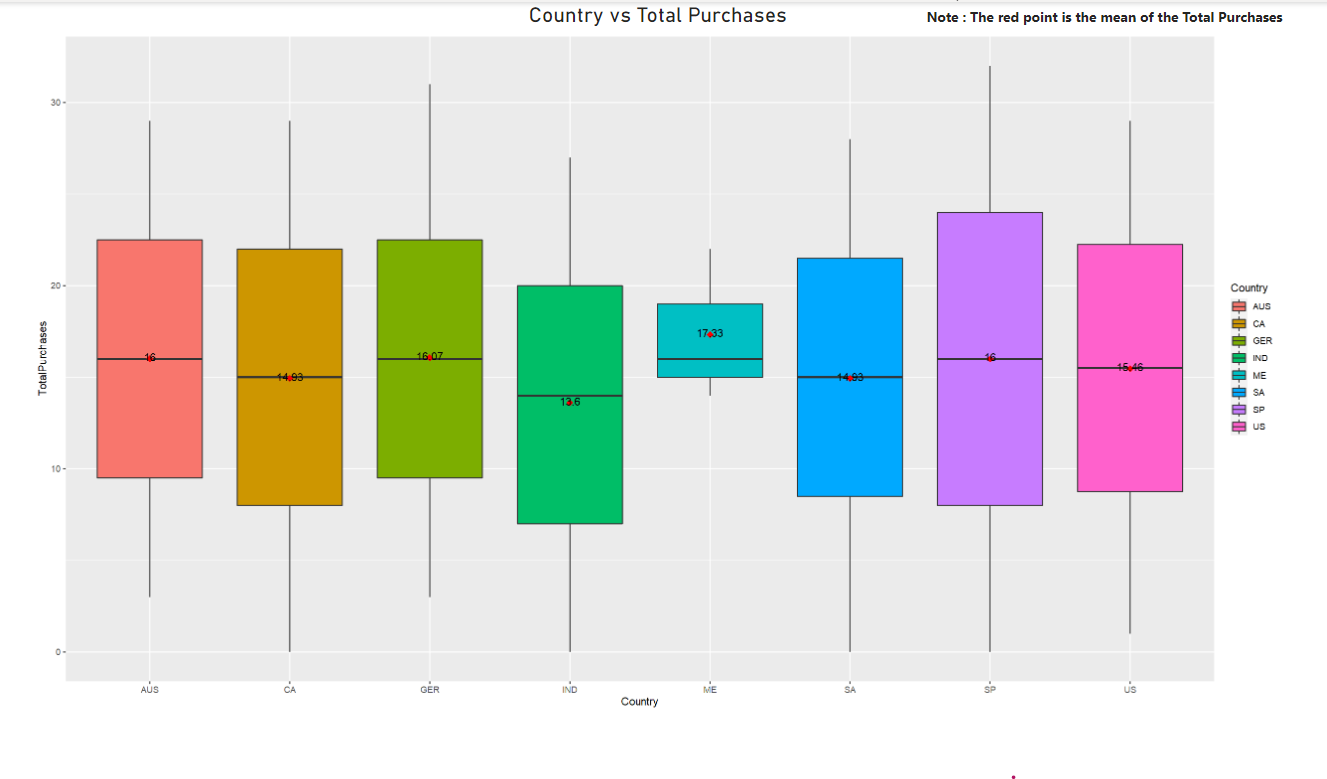 Country vs Total Purchases
Note : The red point is the mean of the Total Purchases
30
20
10
0
TotalPurchases
16
14.93
16.07
13.6
17.33
14.93
16
15.46
AUS CA GER IND ME SA SP US
Country
Country
AUS
CA
GER
IND
ME
SA
SP
US